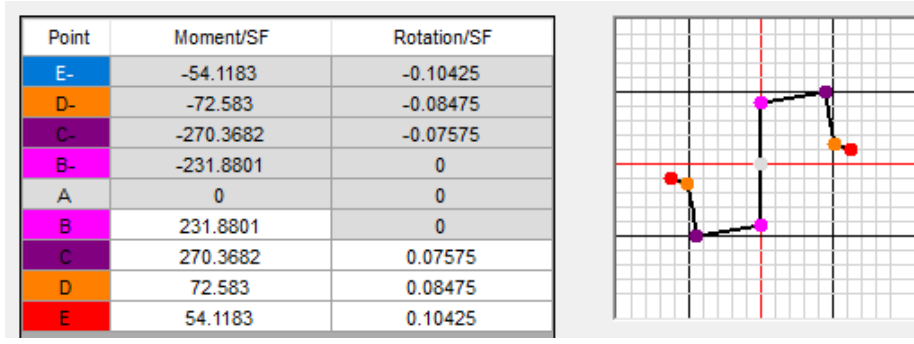 Point Moment/SF Rotation/SF
E- -54.1183 -0.10425
D- -72.583 -0.08475
C- -270.3682 -0.07575
B- -231.8801 0
A 0 0
B 231.8801 0
C 270.3682 0.07575
D 72.583 0.08475
E 54.1183 0.10425